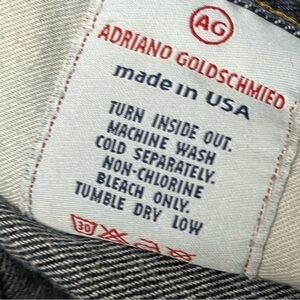 AG
ADRIANO GOLDSCHMIED
made in USA
TURN INSIDE OUT.
MACHINE WASH
COLD SEPARATELY.
NON-CHLORINE
BLEACH ONLY.
TUMBLE DRY LOW
30